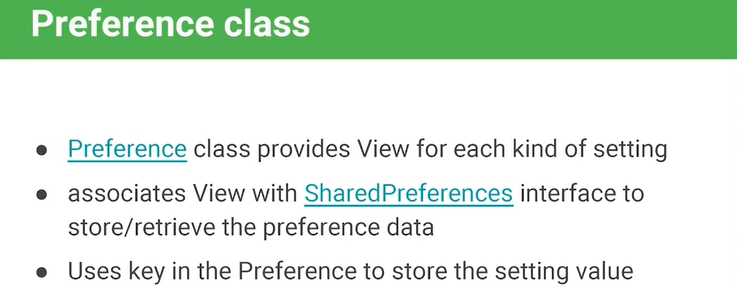 Preference class
● Preference class provides View for each kind of setting
● associates View with SharedPreferences interface to
store/retrieve the preference data
● Uses key in the Preference to store the setting value